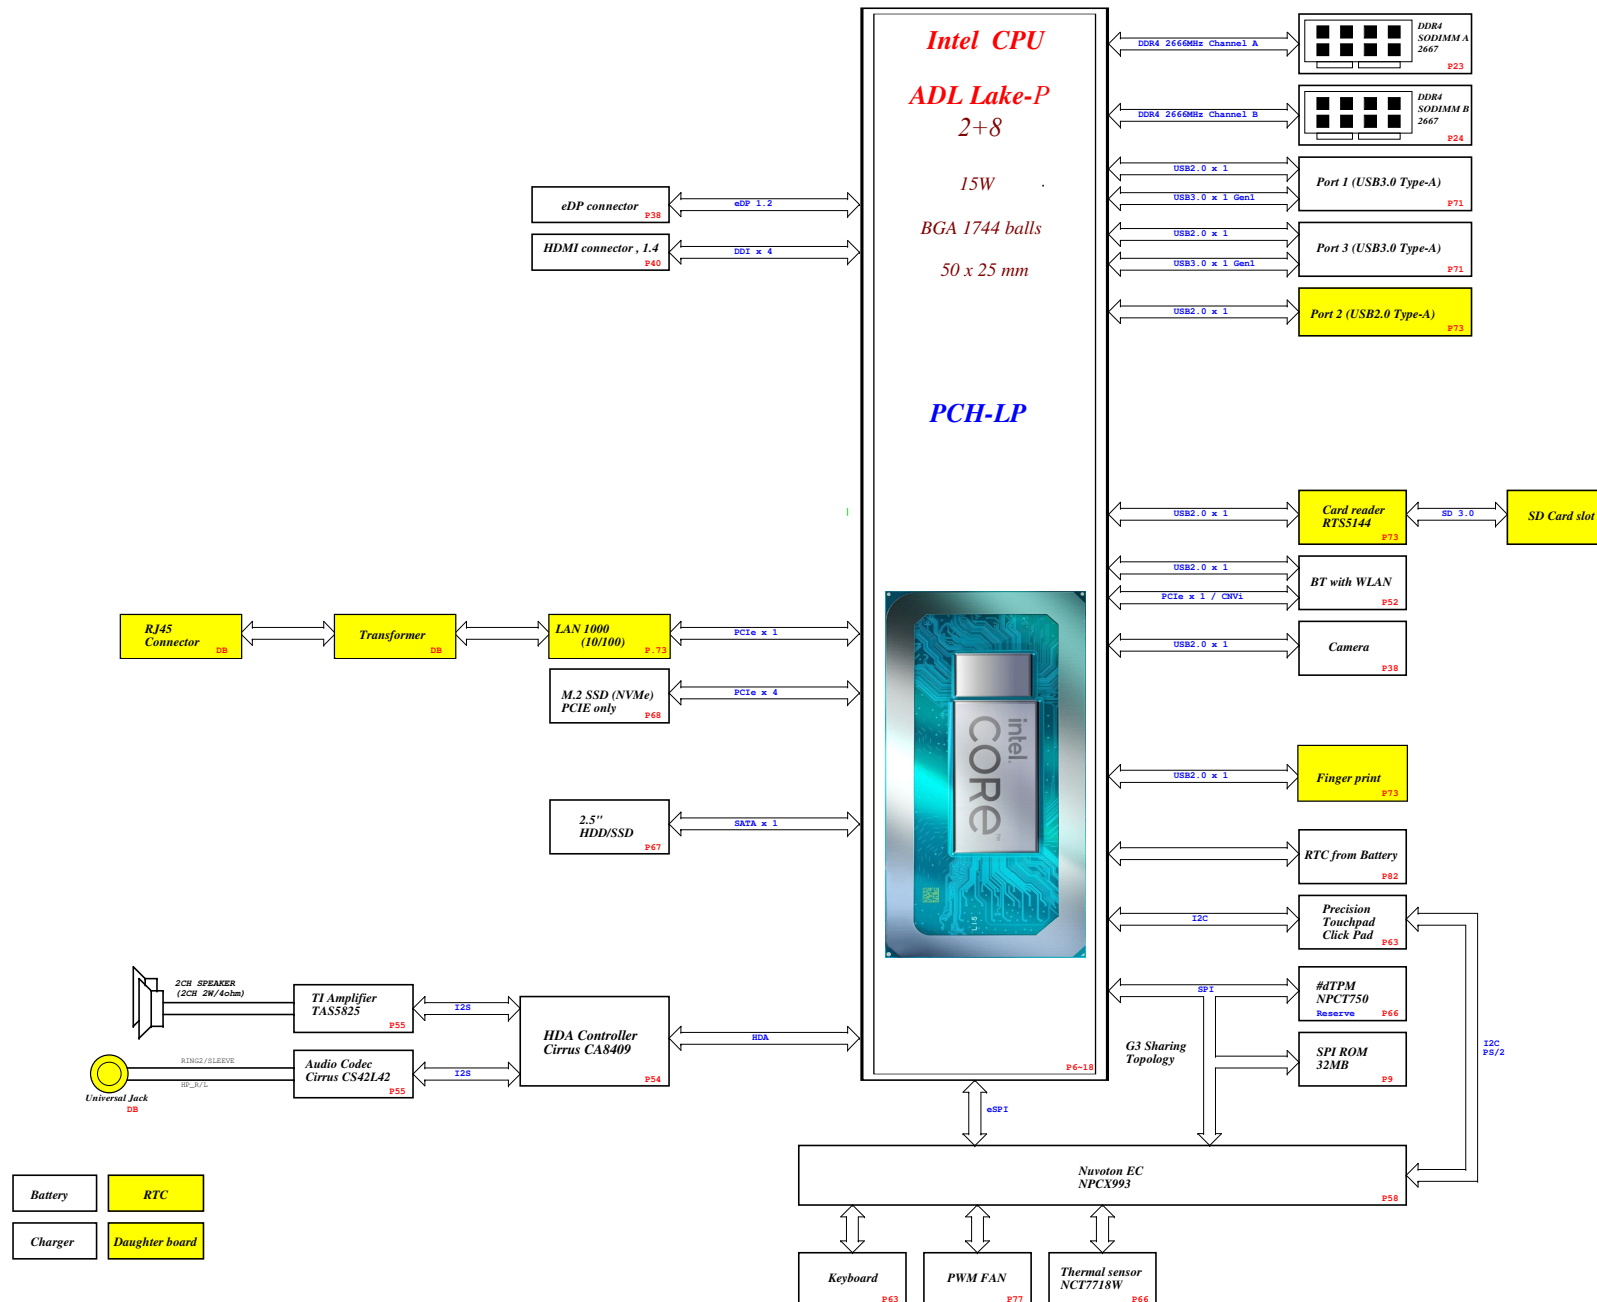 Intel CPU
ADL Lake-P
2+8
15W
BGA 1744 balls
50 x 25 mm
PCH-LP
intel.
CORe
TM
L15
P6~18
DDR4 2666MHz Channel A
DDR4
SODIMM A
2667
P23
DDR4 2666MHz Channel B
DDR4
SODIMM B
2667
P24
USB2.0 x 1
USB3.0 x 1 Gen1
Port 1 (USB3.0 Type-A)
P71
USB2.0 x 1
USB3.0 x 1 Gen1
Port 3 (USB3.0 Type-A)
P71
USB2.0 x 1
Port 2 (USB2.0 Type-A)
P73
eDP connector
P38
eDP 1.2
HDMI connector , 1.4
P40
DDI x 4
USB2.0 x 1
Card reader
RTS5144
P73
SD 3.0
SD Card slot
USB2.0 x 1
PCIe x 1 / CNVi
BT with WLAN
P52
USB2.0 x 1
Camera
P38
RJ45
Connector
DB
Transformer
DB
LAN 1000
(10/100)
P.73
PCIe x 1
M.2 SSD (NVMe)
PCIE only
P68
PCIe x 4
USB2.0 x 1
Finger print
P73
2.5"
HDD/SSD
P67
SATA x 1
RTC from Battery
P82
I2C
Precision
Touchpad
Click Pad
P63
2CH SPEAKER
(2CH 2W/4ohm)
TI Amplifier
TAS5825
P55
I2S
HDA Controller
Cirrus CA8409
P54
HDA
RING2/SLEEVE
HP_R/L
Universal Jack
DB
Audio Codec
Cirrus CS42L42
P55
I2S
SPI
#dTPM
NPCT750
Reserve
P66
G3 Sharing
Topology
SPI ROM
32MB
P9
I2C
PS/2
eSPI
Nuvoton EC
NPCX993
P58
Battery
RTC
Charger
Daughter board
Keyboard
P63
PWM FAN
P77
Thermal sensor
NCT7718W
P66